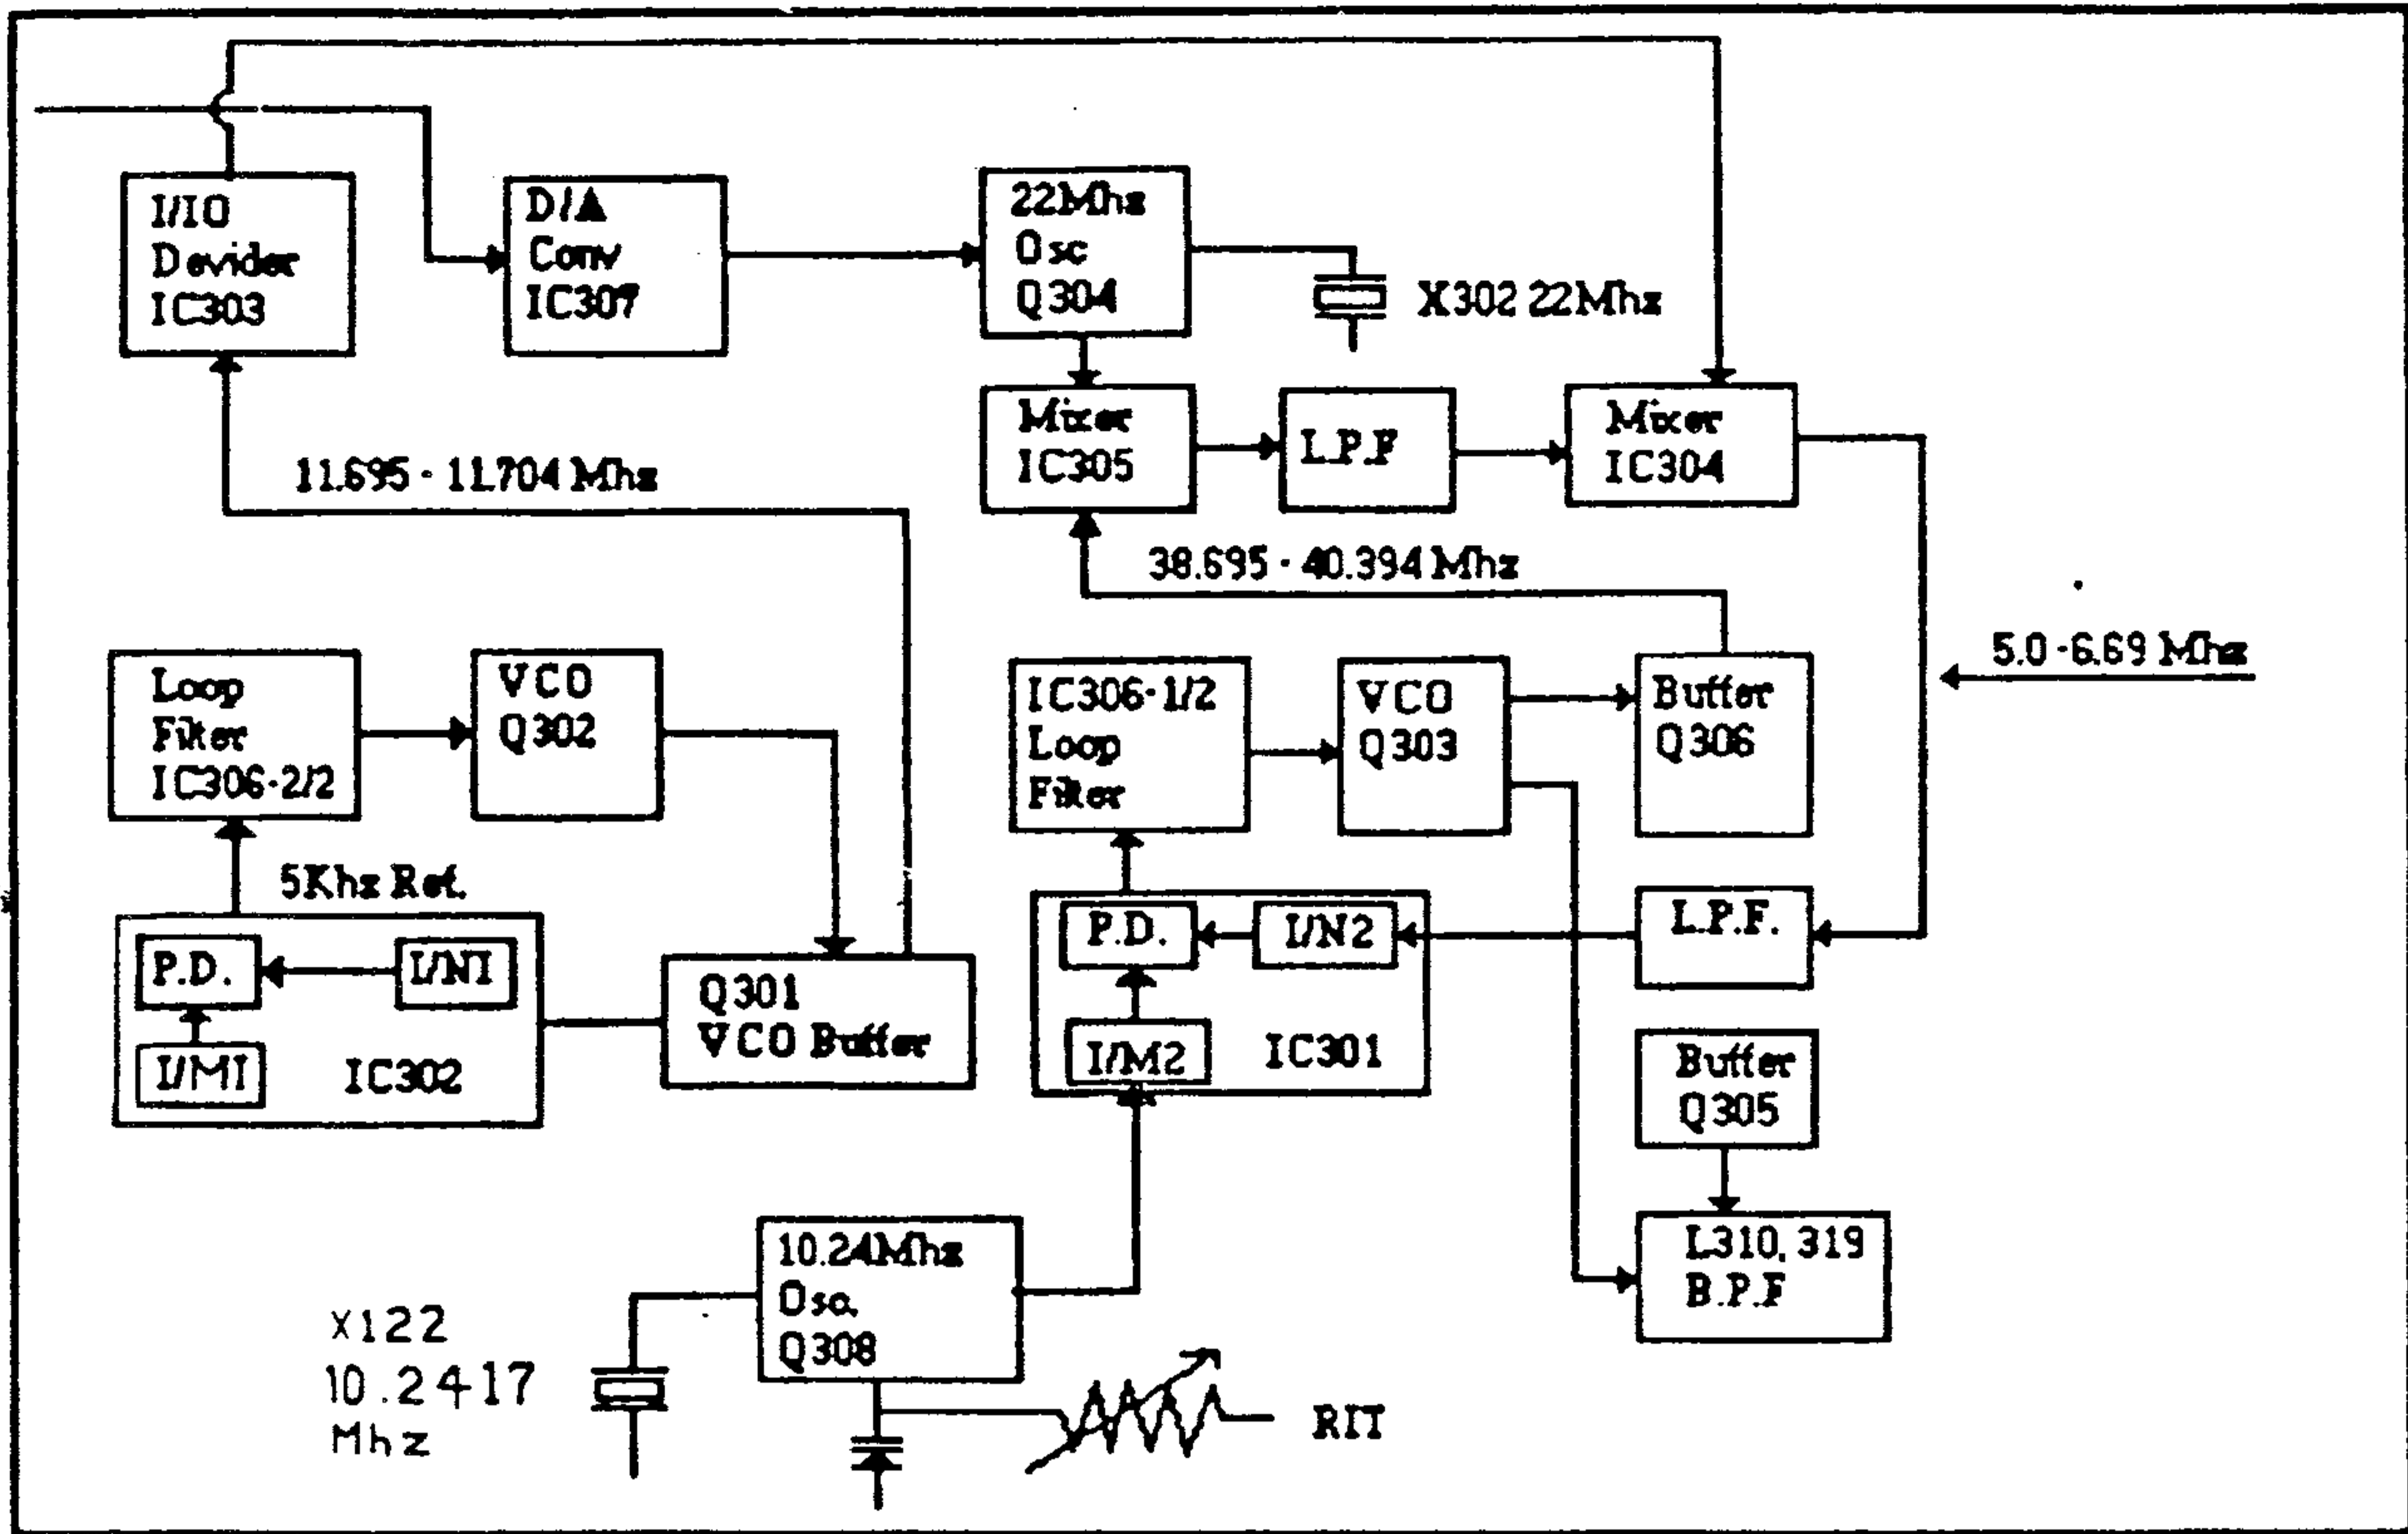 I/IO
Devider
IC303
D/A
Conv
IC307
22Mhz
Osc
Q304
X302 22Mhz
Mixer
IC305
L.P.F
Mixer
IC304
11.695 - 11.704 Mhz
38.695 - 40.394 Mhz
5.0 - 6.69 Mhz
Loop
Filter
IC306-2/2
VCO
Q302
IC306-1/2
Loop
Filter
VCO
Q303
Buffer
Q306
5Khz Ref.
P.D.
I/NI
I/MI
IC302
Q301
VCO Buffer
P.D.
I/N2
I/M2
IC301
L.P.F.
Buffer
Q305
L310, 319
B.P.F
10.24Mhz
Osc.
Q308
X122
10.2417
Mhz
RIT